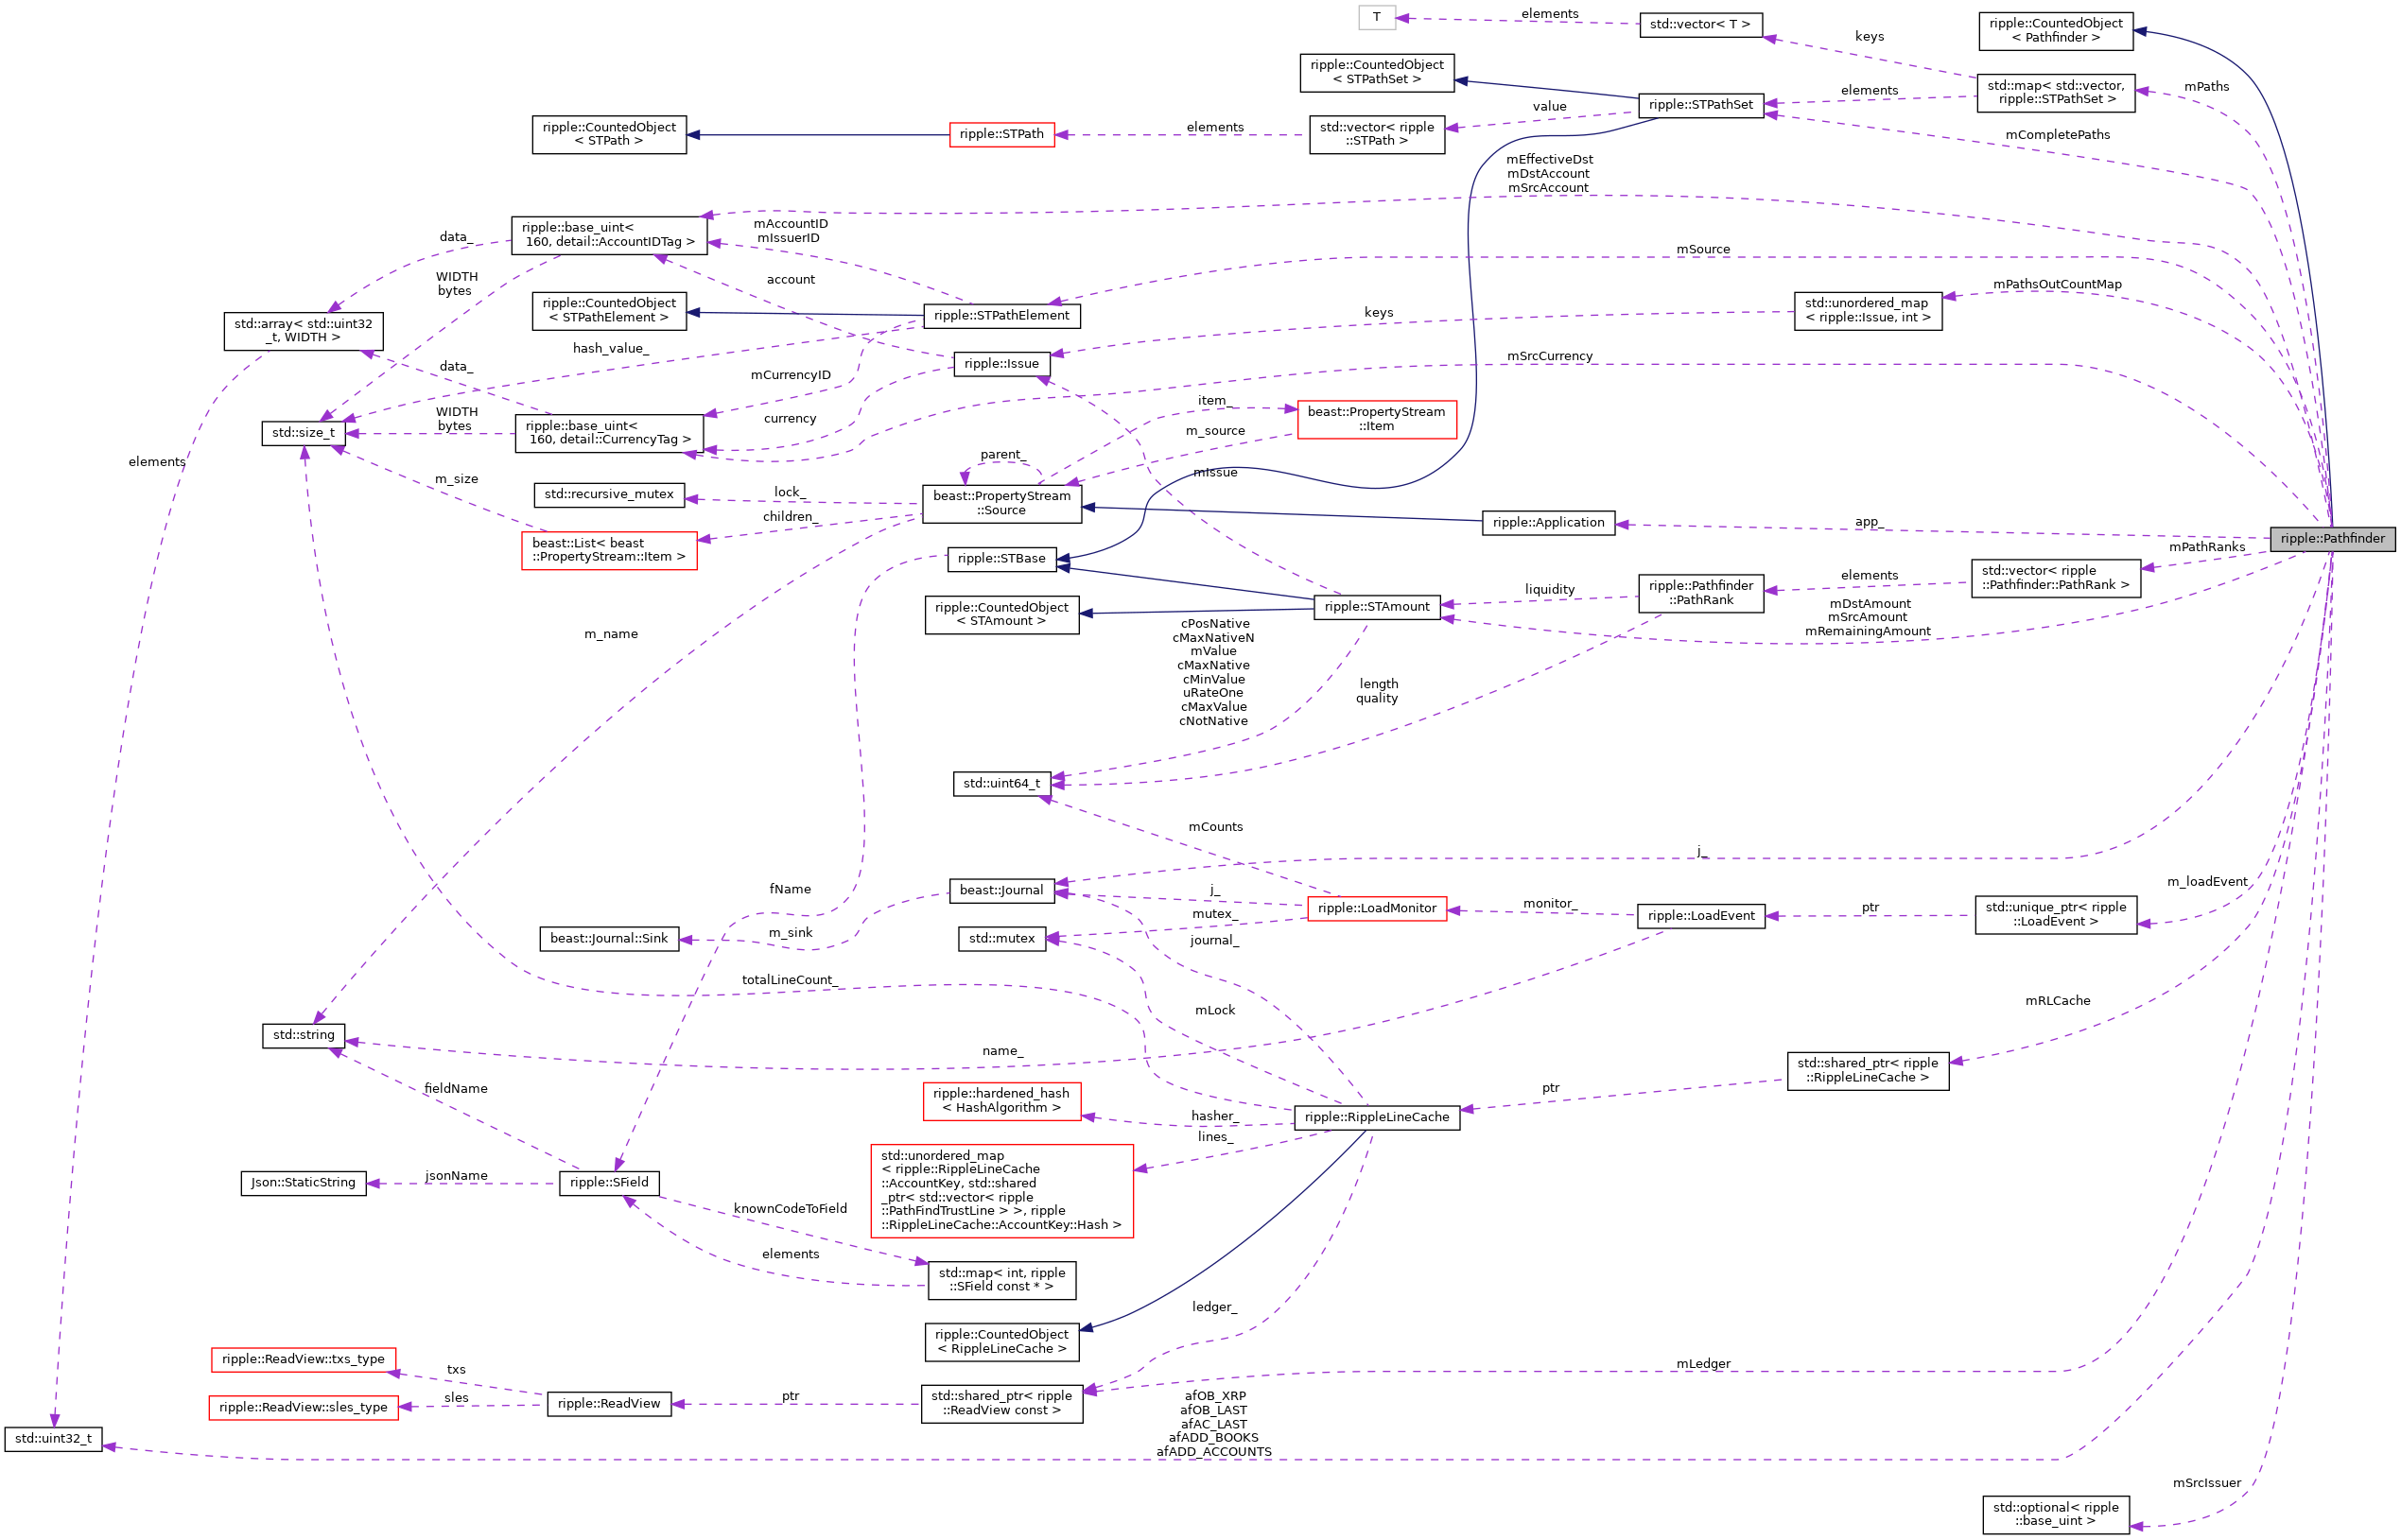 T
elements
std::vector< T >
ripple::CountedObject
< Pathfinder >
keys
ripple::CountedObject
< STPathSet >
std::map< std::vector,
ripple::STPathSet >
mPaths
elements
ripple::STPathSet
value
ripple::CountedObject
< STPath >
ripple::STPath
elements
std::vector< ripple
::STPath >
mCompletePaths
mEffectiveDst
mDstAccount
mSrcAccount
ripple::base_uint<
160, detail::AccountIDTag >
data_
mAccountID
mIssuerID
mSource
WIDTH
bytes
account
mPathsOutCountMap
std::array< std::uint32
_t, WIDTH >
ripple::CountedObject
< STPathElement >
ripple::STPathElement
keys
std::unordered_map
< ripple::Issue, int >
hash_value_
ripple::Issue
mSrcCurrency
data_
mCurrencyID
WIDTH
bytes
currency
std::size_t
ripple::base_uint<
160, detail::CurrencyTag >
item_
beast::PropertyStream
::Item
m_source
elements
parent_
mIssue
m_size
std::recursive_mutex
lock_
beast::PropertyStream
::Source
children_
ripple::Application
app_
ripple::Pathfinder
beast::List< beast
::PropertyStream::Item >
ripple::STBase
mPathRanks
std::vector< ripple
::Pathfinder::PathRank >
elements
ripple::Pathfinder
::PathRank
liquidity
ripple::CountedObject
< STAmount >
ripple::STAmount
mDstAmount
mSrcAmount
mRemainingAmount
m_name
cPosNative
cMaxNativeN
mValue
cMaxNative
cMinValue
uRateOne
cMaxValue
cNotNative
length
quality
std::uint64_t
mCounts
j_
fName
beast::Journal
j_
ripple::LoadMonitor
monitor_
ripple::LoadEvent
ptr
std::unique_ptr< ripple
::LoadEvent >
m_loadEvent
mutex_
beast::Journal::Sink
m_sink
std::mutex
journal_
totalLineCount_
mLock
mRLCache
std::string
name_
std::shared_ptr< ripple
::RippleLineCache >
ptr
fieldName
ripple::hardened_hash
< HashAlgorithm >
hasher_
ripple::RippleLineCache
lines_
std::unordered_map
< ripple::RippleLineCache
::AccountKey, std::shared
_ptr< std::vector< ripple
::PathFindTrustLine > >, ripple
::RippleLineCache::AccountKey::Hash >
Json::StaticString
jsonName
ripple::SField
knownCodeToField
elements
std::map< int, ripple
::SField const * >
ledger_
ripple::CountedObject
< RippleLineCache >
ripple::ReadView::txs_type
txs
mLedger
ripple::ReadView::sles_type
sles
ripple::ReadView
ptr
std::shared_ptr< ripple
::ReadView const >
afOB_XRP
afOB_LAST
afAC_LAST
afADD_BOOKS
afADD_ACCOUNTS
std::uint32_t
mSrcIssuer
std::optional< ripple
::base_uint >